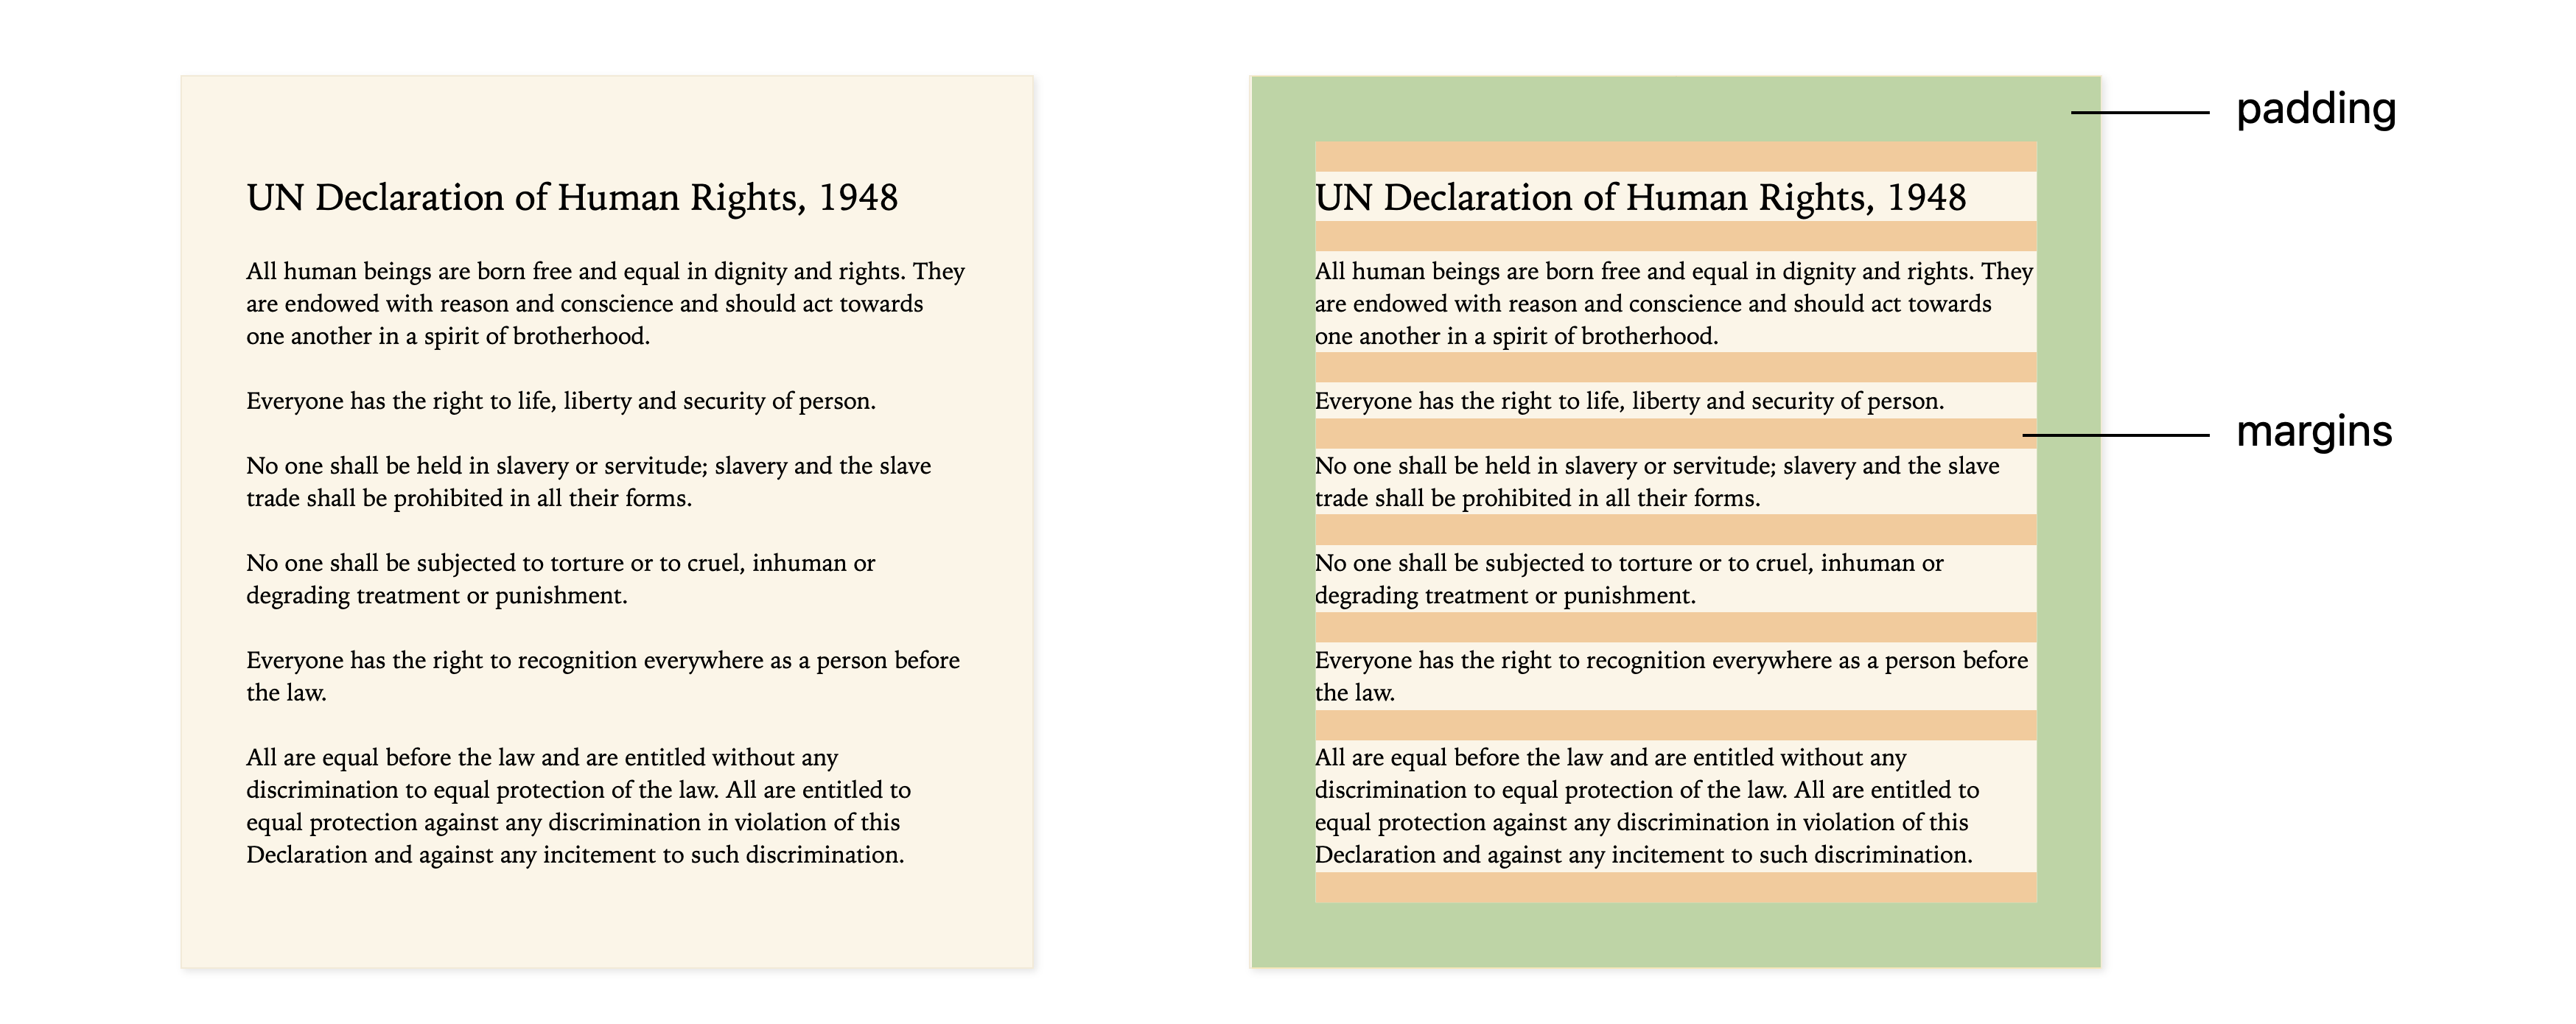 UN Declaration of Human Rights, 1948
All human beings are born free and equal in dignity and rights. They
are endowed with reason and conscience and should act towards
one another in a spirit of brotherhood.
Everyone has the right to life, liberty and security of person.
No one shall be held in slavery or servitude; slavery and the slave
trade shall be prohibited in all their forms.
No one shall be subjected to torture or to cruel, inhuman or
degrading treatment or punishment.
Everyone has the right to recognition everywhere as a person before
the law.
All are equal before the law and are entitled without any
discrimination to equal protection of the law. All are entitled to
equal protection against any discrimination in violation of this
Declaration and against any incitement to such discrimination.
UN Declaration of Human Rights, 1948
All human beings are born free and equal in dignity and rights. They
are endowed with reason and conscience and should act towards
one another in a spirit of brotherhood.
Everyone has the right to life, liberty and security of person.
No one shall be held in slavery or servitude; slavery and the slave
trade shall be prohibited in all their forms.
No one shall be subjected to torture or to cruel, inhuman or
degrading treatment or punishment.
Everyone has the right to recognition everywhere as a person before
the law.
All are equal before the law and are entitled without any
discrimination to equal protection of the law. All are entitled to
equal protection against any discrimination in violation of this
Declaration and against any incitement to such discrimination.
padding
margins